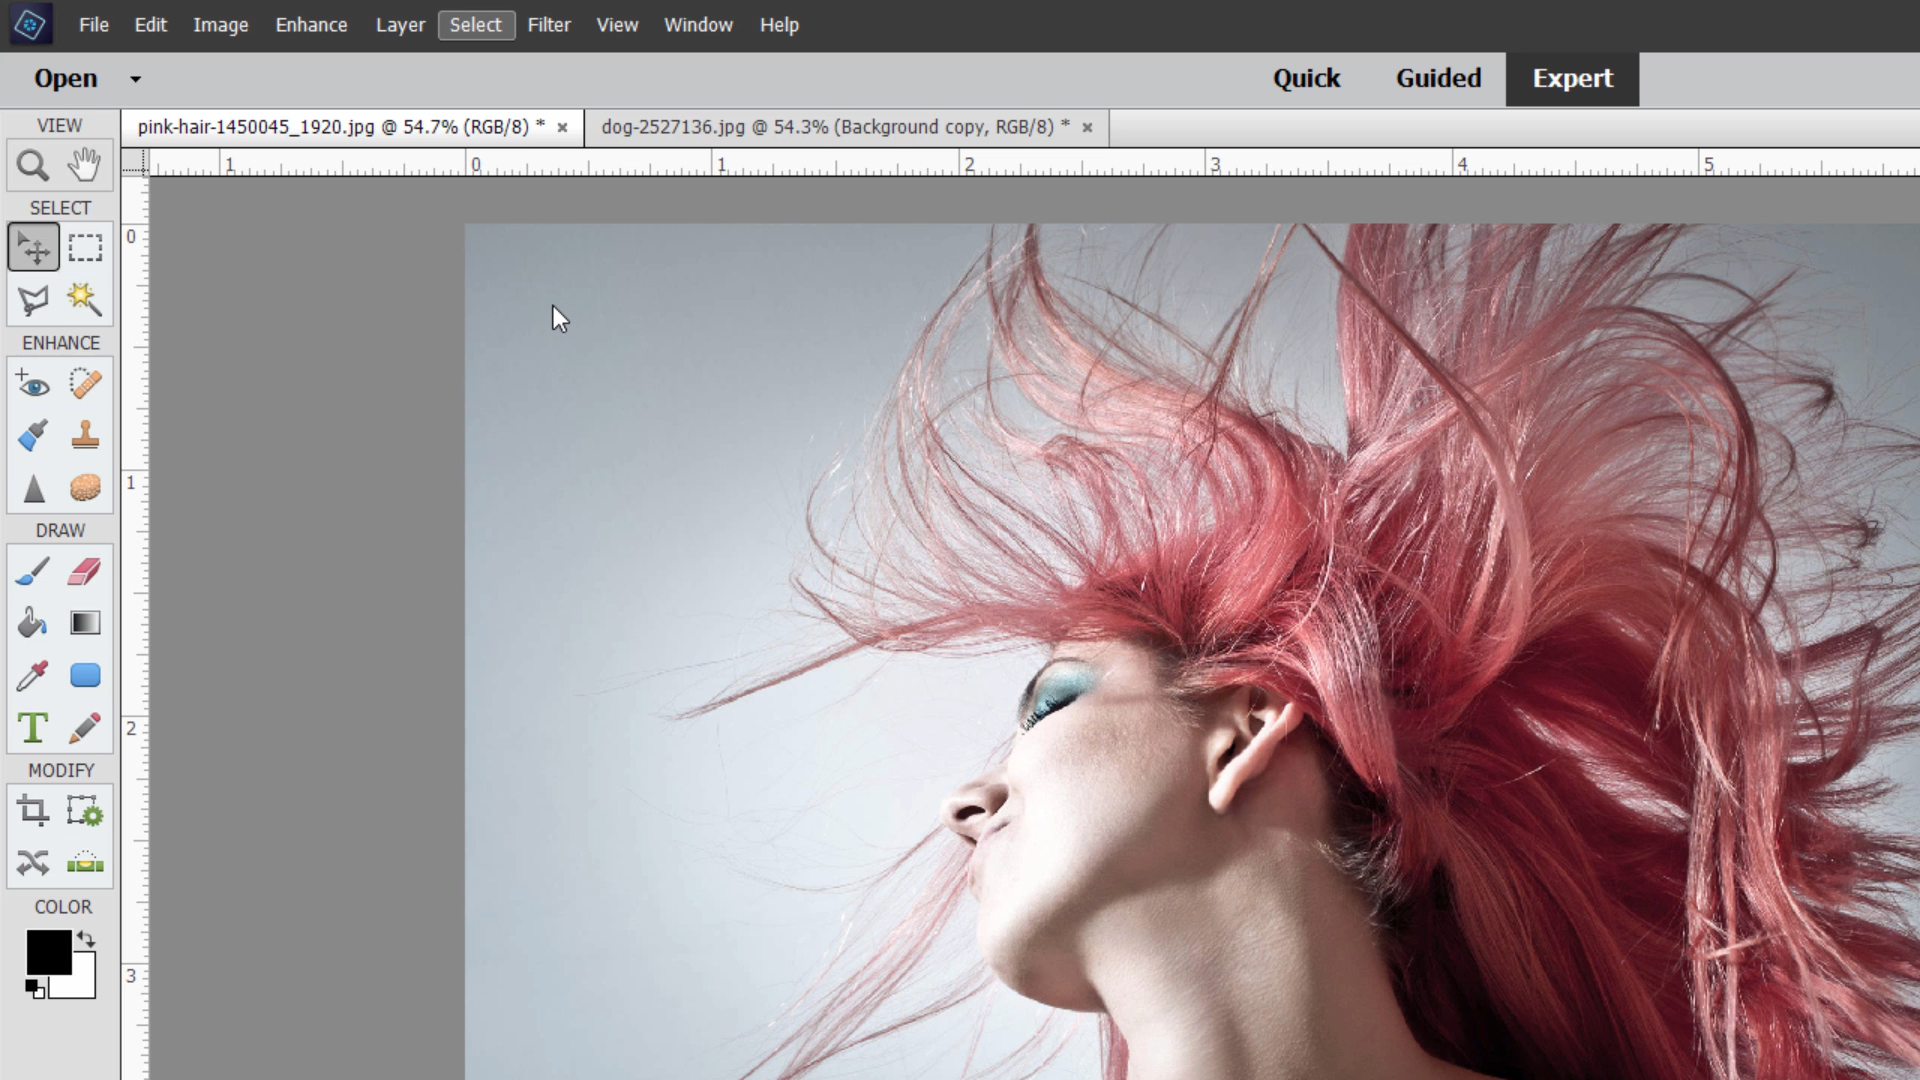 File Edit Image Enhance Layer Select Filter View Window Help
Open Quick Guided Expert
VIEW
pink-hair-1450045_1920.jpg @ 54.7% (RGB/8) * × dog-2527136.jpg @ 54.3% (Background copy, RGB/8) * ×
1 0 1 2 3 4 5
SELECT
0
ENHANCE
1
DRAW
T
2
MODIFY
COLOR
3